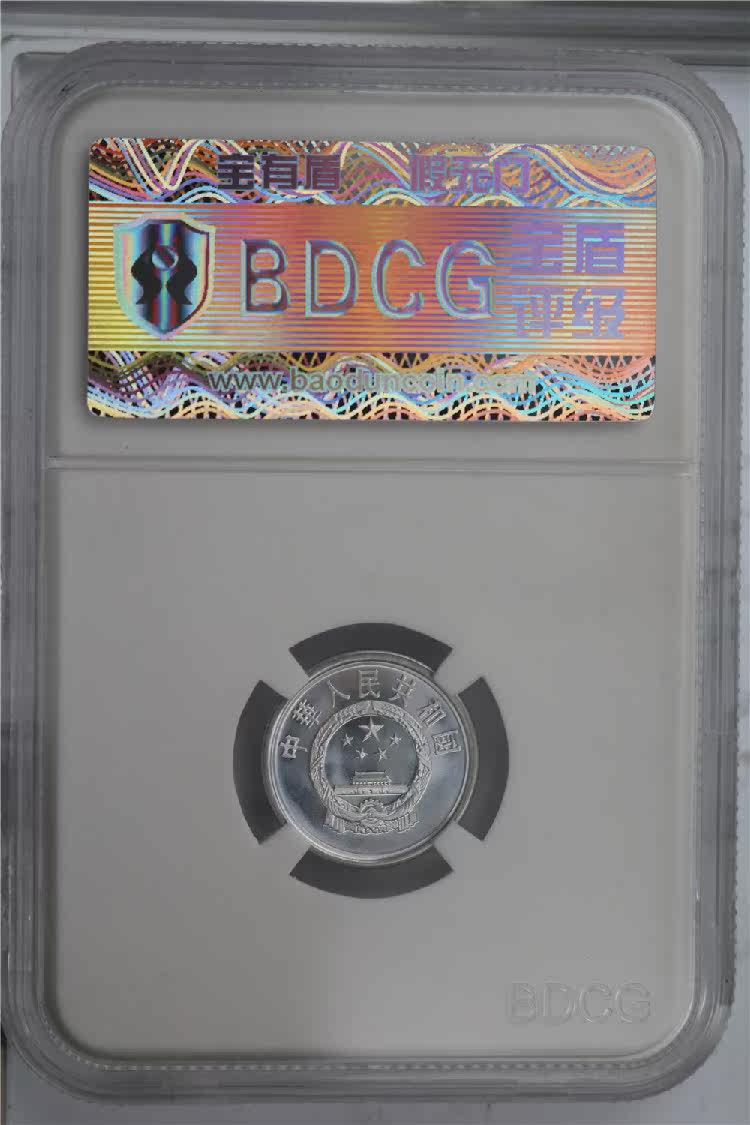 宝有盾 假无门
BDCG 宝盾
评级
www.baoduncoin.com
中華人民共和国
BDCG